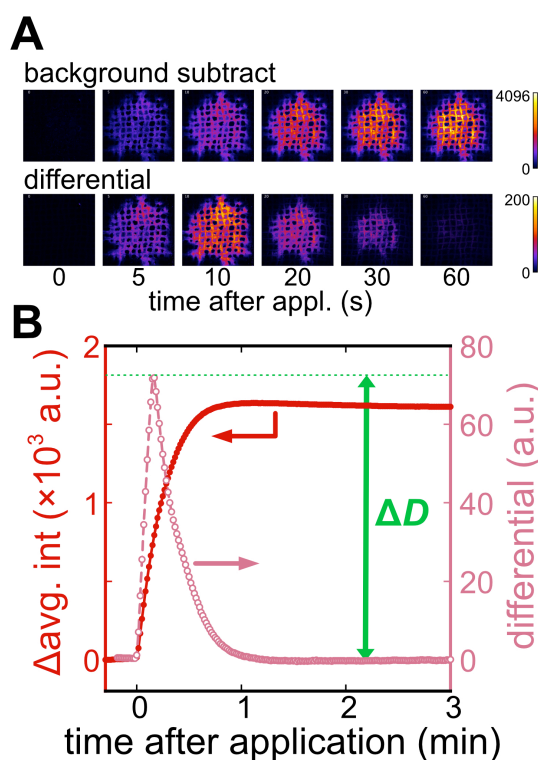 A
background subtract
4096
0
differential
200
0
0 5 10 20 30 60
time after appl. (s)
B
2
1
0
Δavg. int (×10³ a.u.)
80
60
40
20
0
differential (a.u.)
ΔD
0 1 2 3
time after application (min)